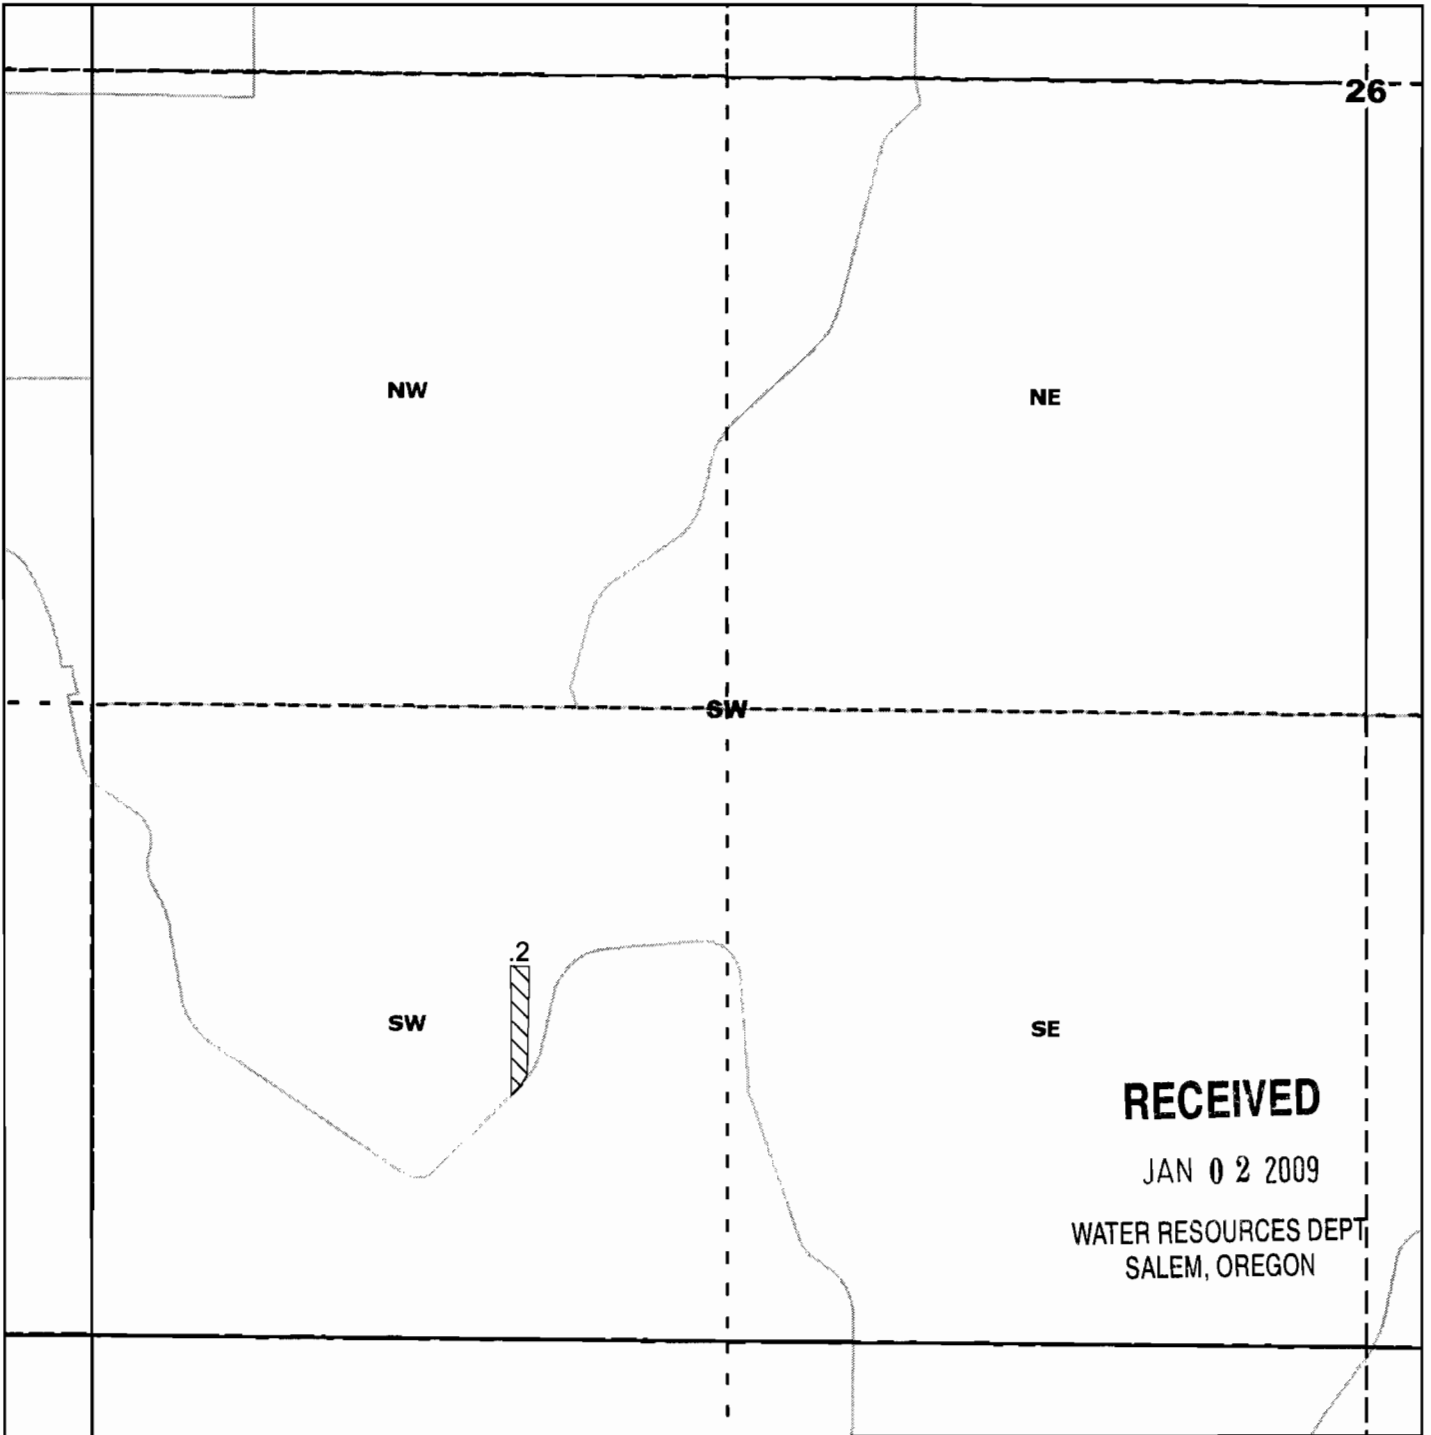 26
NW
NE
SW
.2
SW
SE
RECEIVED
JAN 02 2009
WATER RESOURCES DEPT
SALEM, OREGON